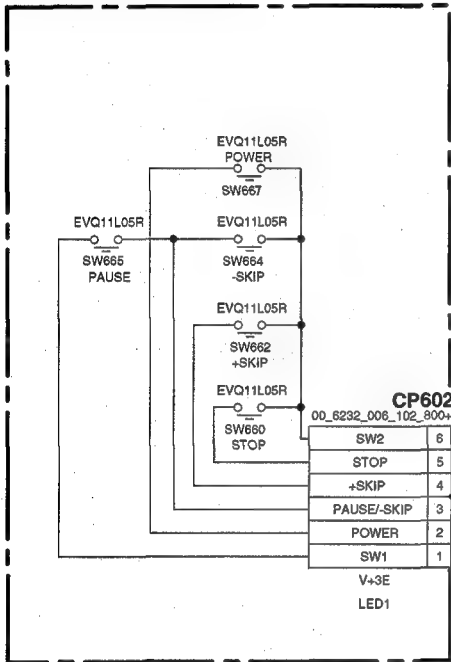 EVQ11L05R
POWER
SW667
EVQ11L05R
SW665
PAUSE
EVQ11L05R
SW664
-SKIP
EVQ11L05R
SW662
+SKIP
EVQ11L05R
SW660
STOP
CP602
00_6232_006_102_800+
SW2 6
STOP 5
+SKIP 4
PAUSE/-SKIP 3
POWER 2
SW1 1
V+3E
LED1